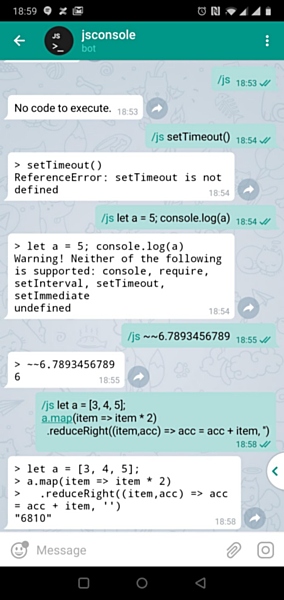 18:59
JS
>_
jsconsole
bot
/js 18:53
No code to execute. 18:53
/js setTimeout() 18:54
> setTimeout()
ReferenceError: setTimeout is not
defined
18:54
/js let a = 5; console.log(a) 18:54
> let a = 5; console.log(a)
Warning! Neither of the following
is supported: console, require,
setInterval, setTimeout,
setImmediate
undefined
18:54
/js ~~6.7893456789 18:55
> ~~6.7893456789
6
18:55
/js let a = [3, 4, 5];
a.map(item => item * 2)
.reduceRight((item,acc) => acc = acc + item, '')
18:58
> let a = [3, 4, 5];
> a.map(item => item * 2)
> .reduceRight((item,acc) => acc
= acc + item, '')
"6810"
18:58
Message